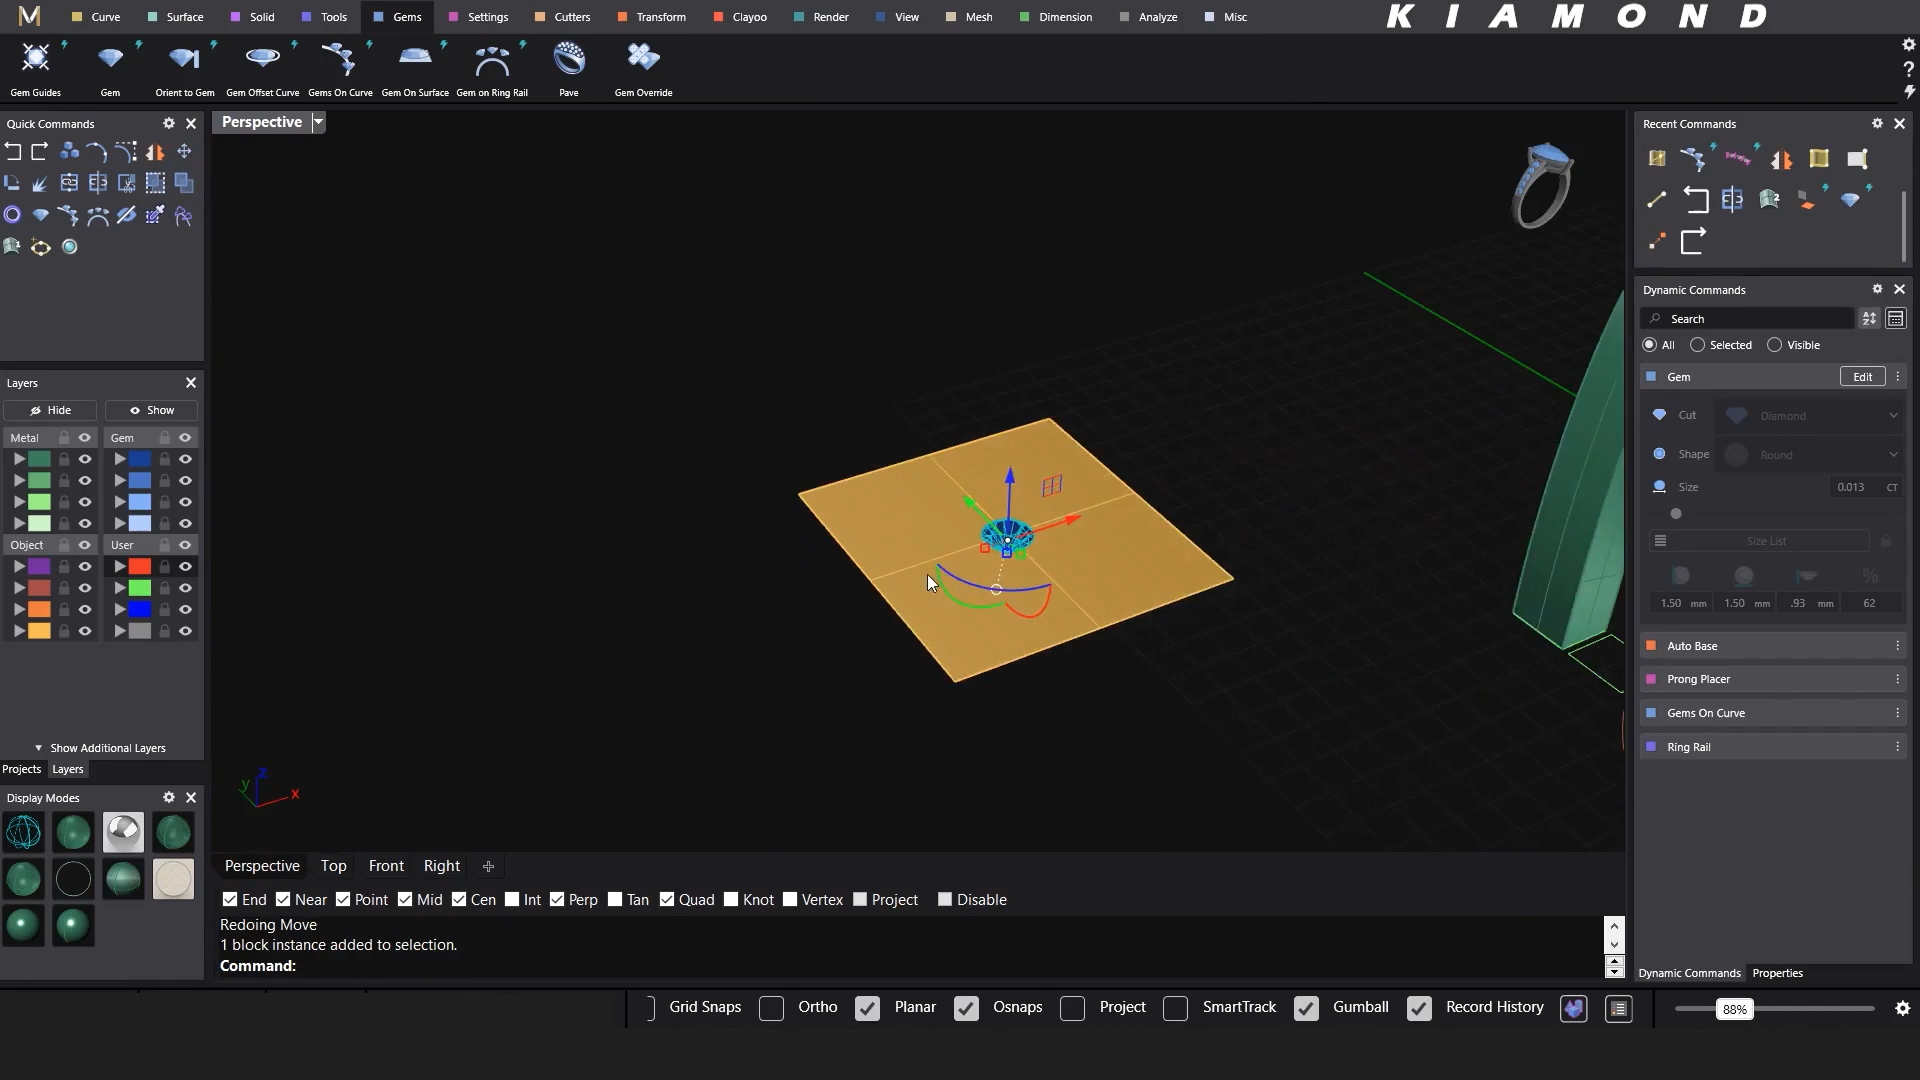 Curve Surface Solid Tools Gems Settings Cutters Transform Clayoo Render View Mesh Dimension Analyze Misc
KIAMOND
Gem Guides Gem Orient to Gem Gem Offset Curve Gems On Curve Gem On Surface Gem on Ring Rail Pave Gem Override
?
Quick Commands
Perspective
Recent Commands
Dynamic Commands
Search
All Selected Visible
Gem Edit
Cut Diamond
Shape Round
Size 0.013 CT
Size List
%
1.50 mm 1.50 mm .93 mm 62
Auto Base
Prong Placer
Gems On Curve
Ring Rail
Layers
Hide Show
Metal Gem
Object User
Show Additional Layers
Projects Layers
Display Modes
z
y
x
Perspective Top Front Right
End Near Point Mid Cen Int Perp Tan Quad Knot Vertex Project Disable
Redoing Move
1 block instance added to selection.
Command:
Dynamic Commands Properties
Grid Snaps Ortho Planar Osnaps Project SmartTrack Gumball Record History 88%